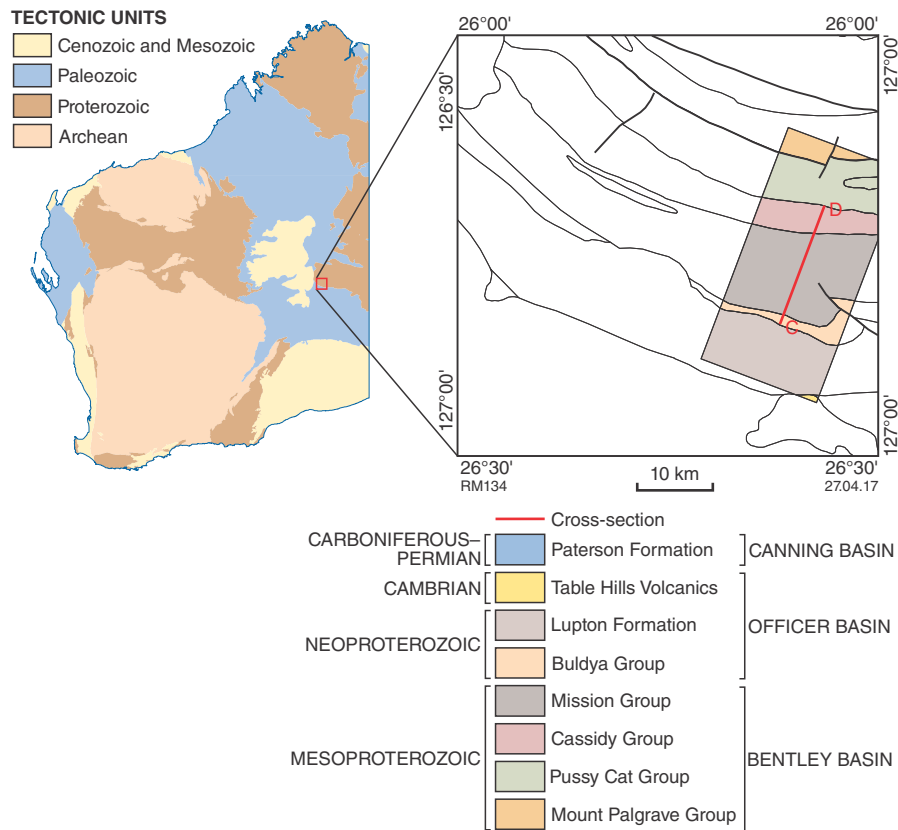 TECTONIC UNITS
Cenozoic and Mesozoic
Paleozoic
Proterozoic
Archean
26°00'
26°00'
126°30'
127°00'
D
C
127°00'
127°00'
26°30'
26°30'
RM134
10 km
27.04.17
Cross-section
CARBONIFEROUS–
PERMIAN
Paterson Formation
CANNING BASIN
CAMBRIAN
Table Hills Volcanics
OFFICER BASIN
NEOPROTEROZOIC
Lupton Formation
Buldya Group
MESOPROTEROZOIC
Mission Group
Cassidy Group
BENTLEY BASIN
Pussy Cat Group
Mount Palgrave Group